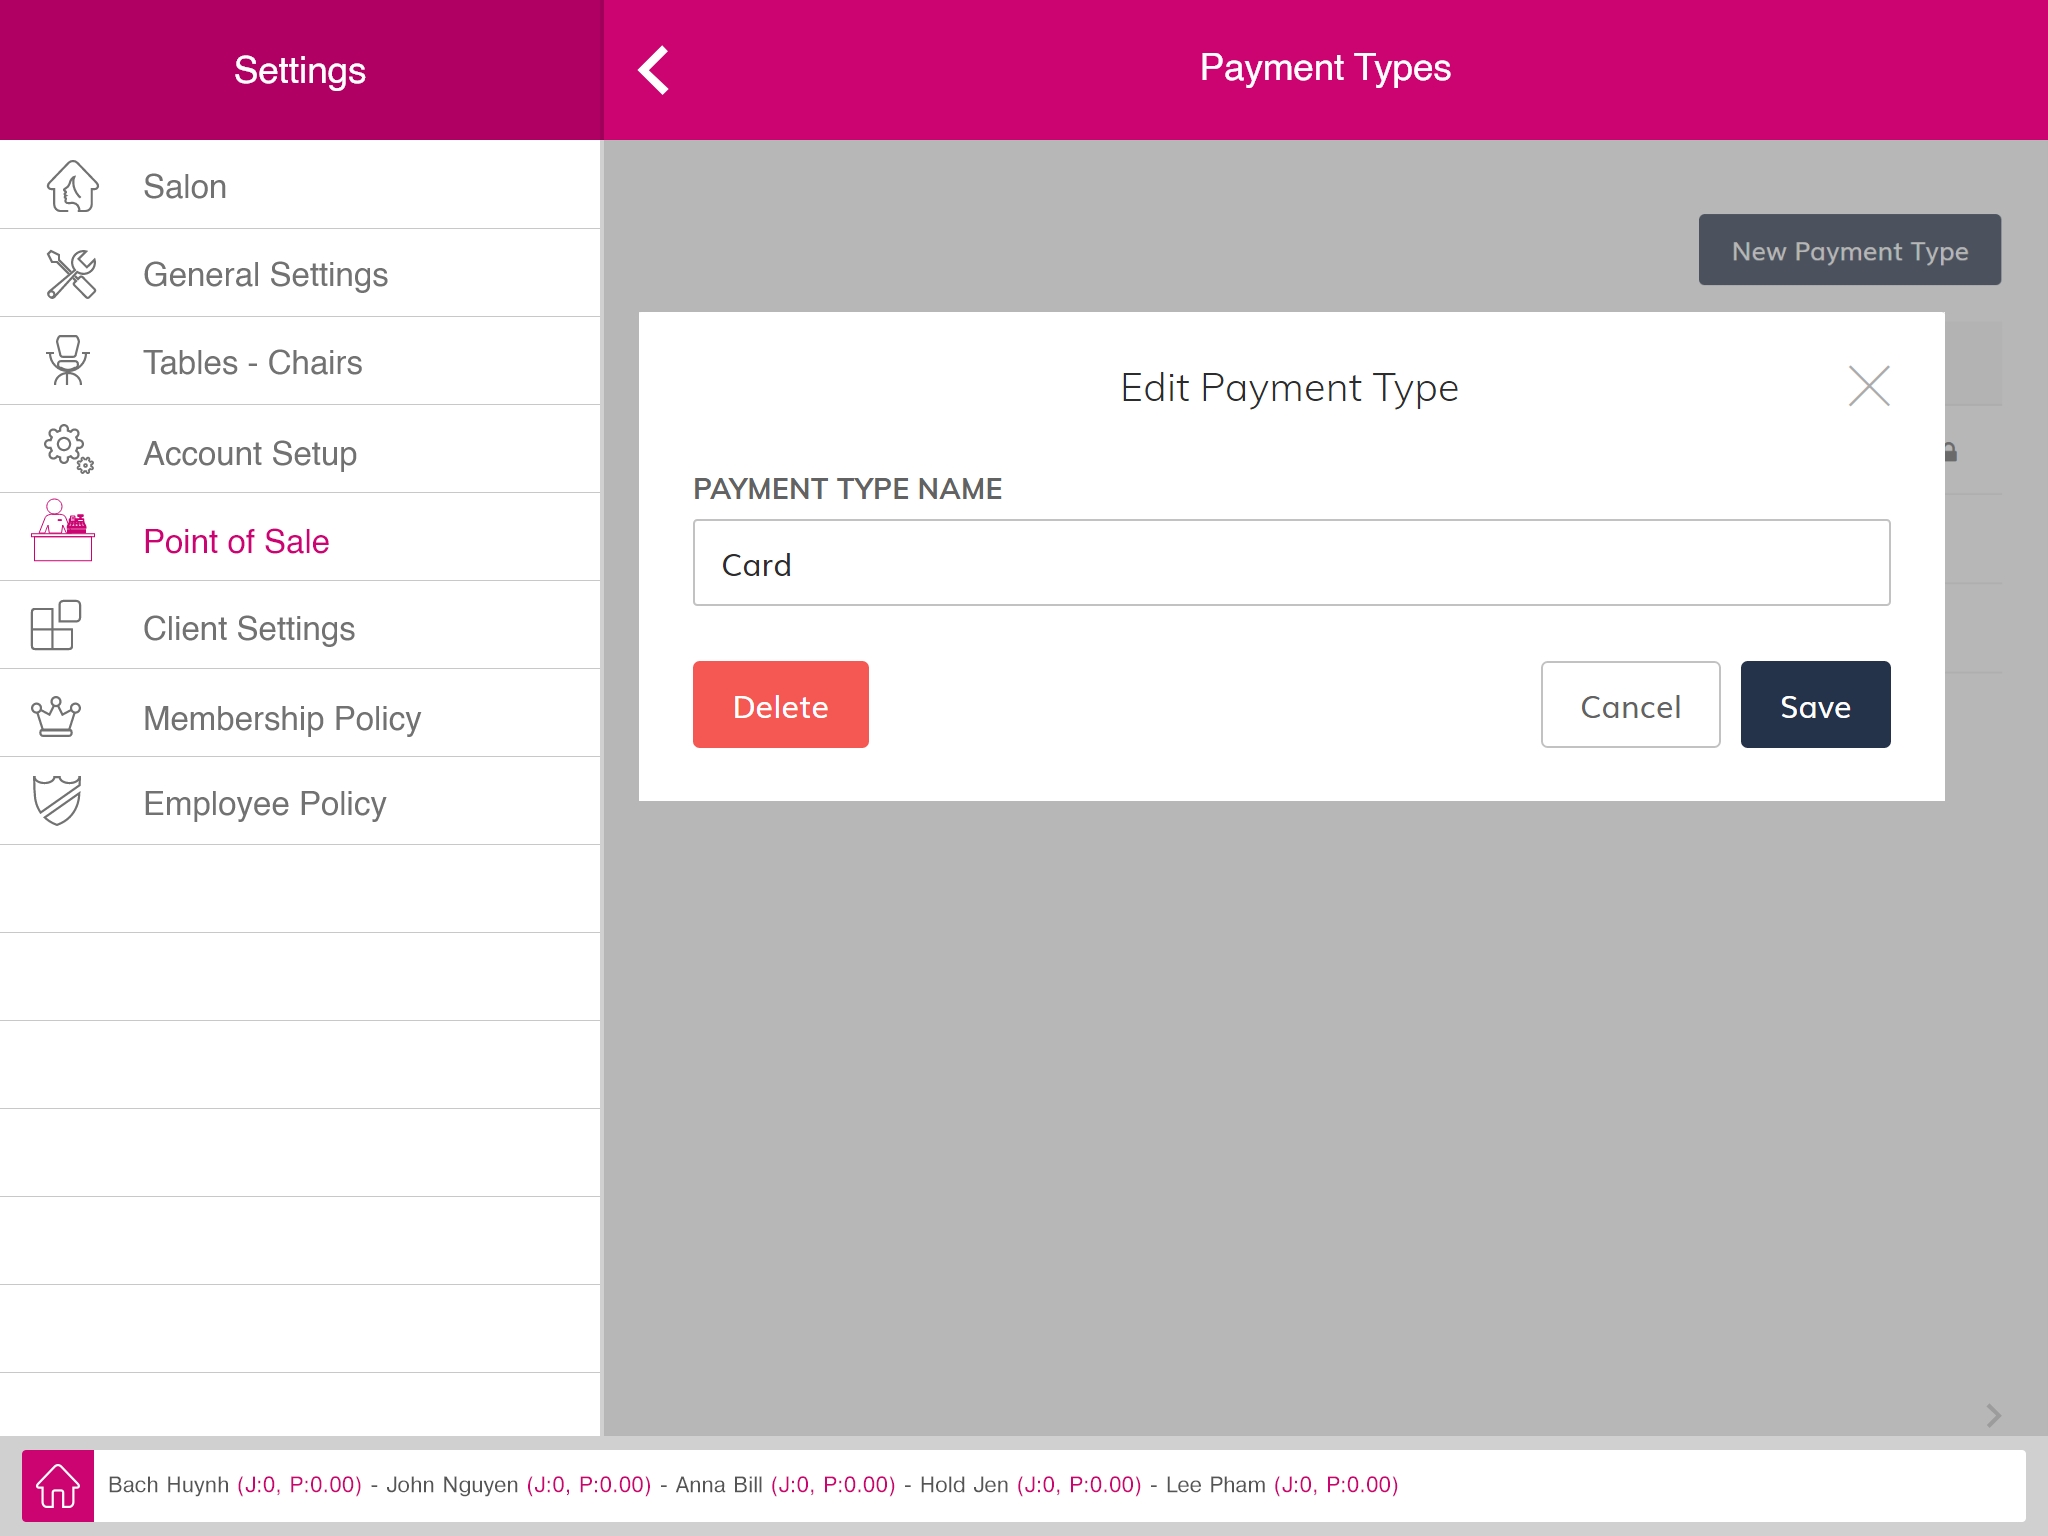 Settings
Payment Types
Salon
General Settings
Tables - Chairs
Account Setup
Point of Sale
Client Settings
Membership Policy
Employee Policy
New Payment Type
Edit Payment Type
PAYMENT TYPE NAME
Card
Delete
Cancel
Save
Bach Huynh (J:0, P:0.00) - John Nguyen (J:0, P:0.00) - Anna Bill (J:0, P:0.00) - Hold Jen (J:0, P:0.00) - Lee Pham (J:0, P:0.00)